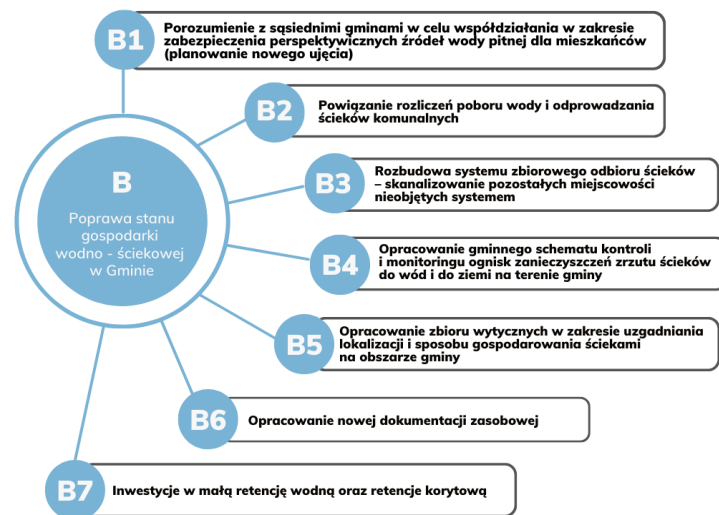 B1
Porozumienie z sąsiednimi gminami w celu współdziałania w zakresie
zabezpieczenia perspektywicznych źródeł wody pitnej dla mieszkańców
(planowanie nowego ujęcia)
B2
Powiązanie rozliczeń poboru wody i odprowadzania
ścieków komunalnych
B
Poprawa stanu
gospodarki
wodno - ściekowej
w Gminie
B3
Rozbudowa systemu zbiorowego odbioru ścieków
– skanalizowanie pozostałych miejscowości
nieobjętych systemem
B4
Opracowanie gminnego schematu kontroli
i monitoringu ognisk zanieczyszczeń zrzutu ścieków
do wód i do ziemi na terenie gminy
B5
Opracowanie zbioru wytycznych w zakresie uzgadniania
lokalizacji i sposobu gospodarowania ściekami
na obszarze gminy
B6
Opracowanie nowej dokumentacji zasobowej
B7
Inwestycje w małą retencję wodną oraz retencje korytową